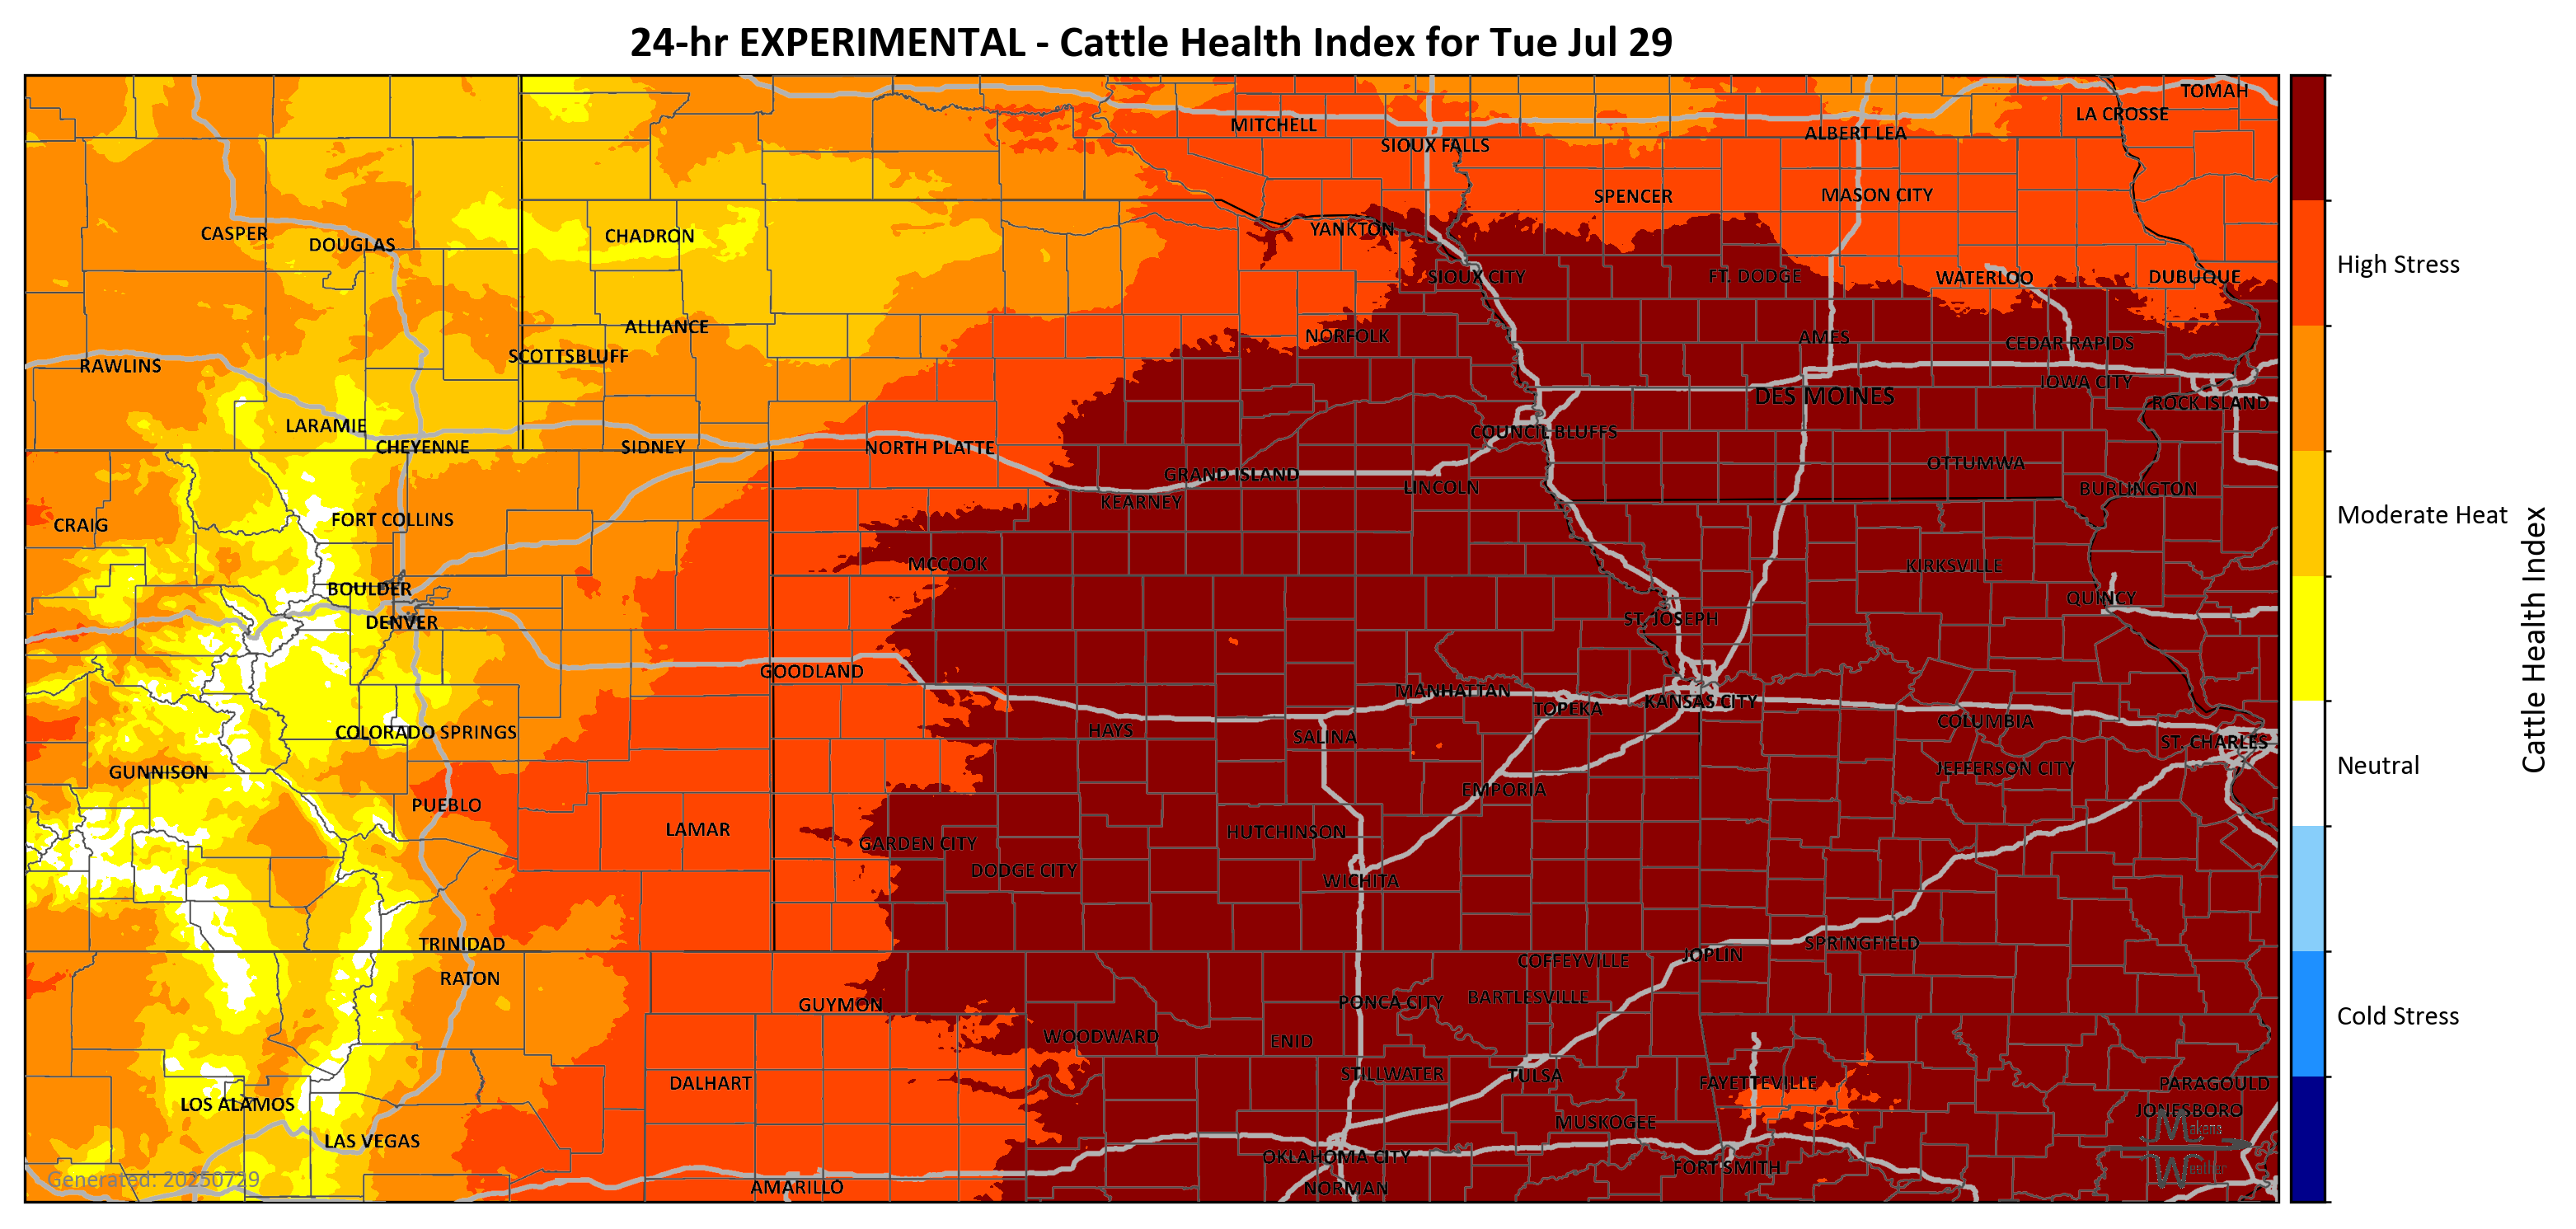 24-hr EXPERIMENTAL - Cattle Health Index for Tue Jul 29
TOMAH
LA CROSSE
MITCHELL
ALBERT LEA
SIOUX FALLS
SPENCER
MASON CITY
CASPER
DOUGLAS
CHADRON
YANKTON
SIOUX CITY
FT. DODGE
WATERLOO
DUBUQUE
High Stress
ALLIANCE
NORFOLK
AMES
CEDAR RAPIDS
SCOTTSBLUFF
RAWLINS
IOWA CITY
DES MOINES
ROCK ISLAND
LARAMIE
COUNCIL BLUFFS
CHEYENNE
SIDNEY
NORTH PLATTE
OTTUMWA
GRAND ISLAND
LINCOLN
BURLINGTON
KEARNEY
Moderate Heat
CRAIG
FORT COLLINS
MCCOOK
KIRKSVILLE
BOULDER
QUINCY
DENVER
ST. JOSEPH
Cattle Health Index
GOODLAND
MANHATTAN
KANSAS CITY
TOPEKA
COLUMBIA
COLORADO SPRINGS
HAYS
SALINA
ST. CHARLES
GUNNISON
JEFFERSON CITY
Neutral
EMPORIA
PUEBLO
LAMAR
HUTCHINSON
GARDEN CITY
DODGE CITY
WICHITA
TRINIDAD
SPRINGFIELD
JOPLIN
COFFEYVILLE
RATON
BARTLESVILLE
PONCA CITY
GUYMON
Cold Stress
WOODWARD
ENID
STILLWATER
TULSA
DALHART
FAYETTEVILLE
PARAGOULD
LOS ALAMOS
JONESBORO
MUSKOGEE
LAS VEGAS
OKLAHOMA CITY
FORT SMITH
Weather
Generated: 20250729
AMARILLO
NORMAN